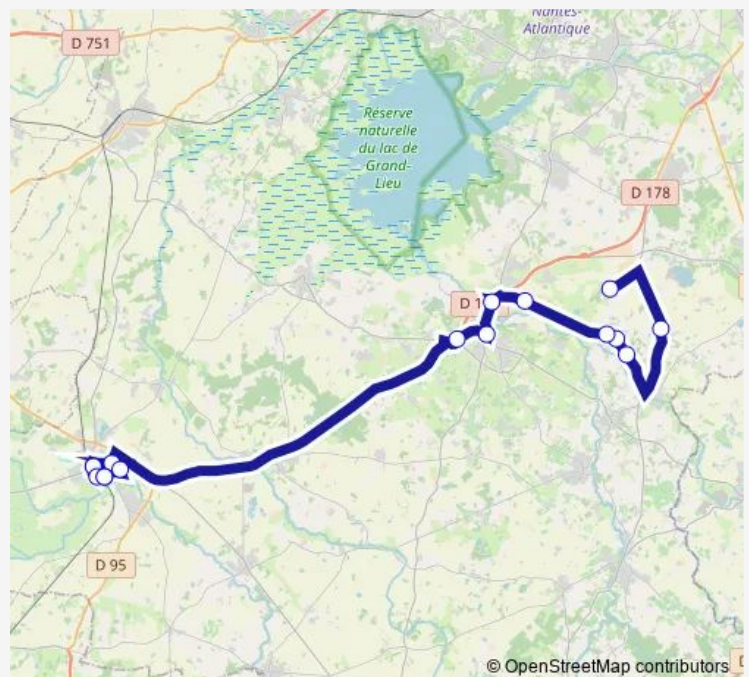 Nantes-
Atlantique
D 751
Réserve
naturelle
du lac de
Grand-
Lieu
D 178
D 1
D 95
© OpenStreetMap contributors